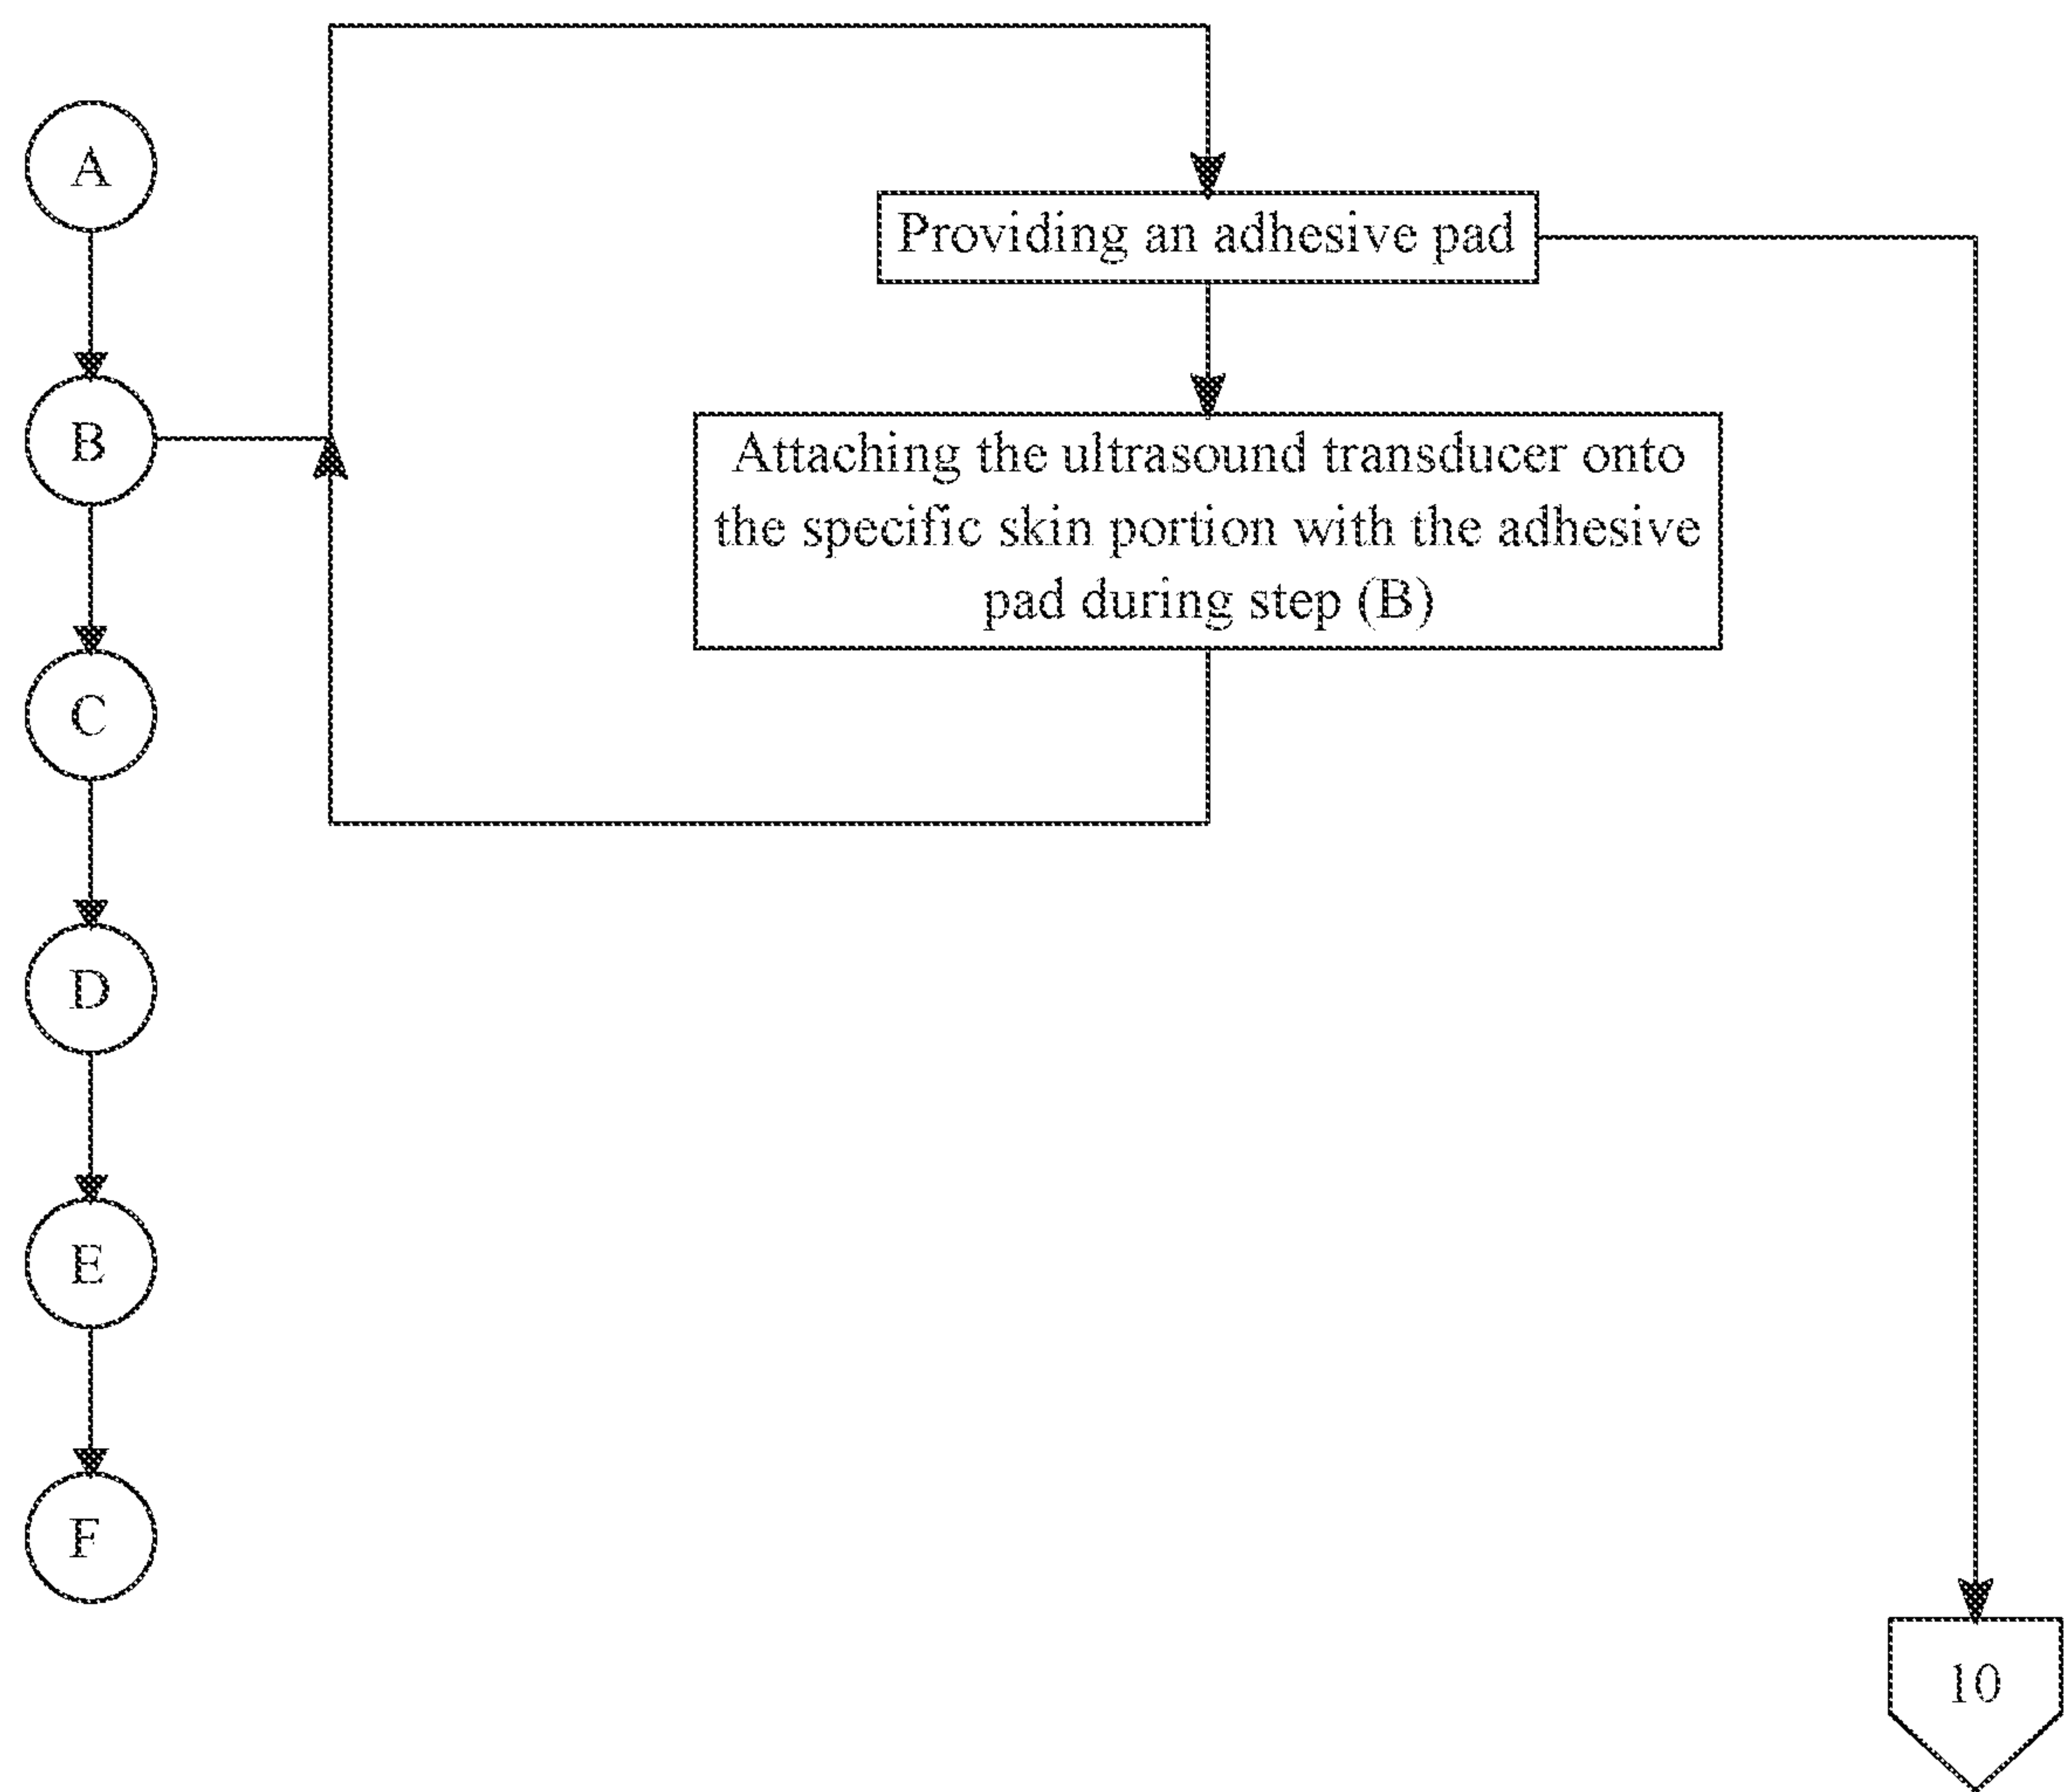 A
B
C
D
E
F
Providing an adhesive pad
Attaching the ultrasound transducer onto
the specific skin portion with the adhesive
pad during step (B)
10